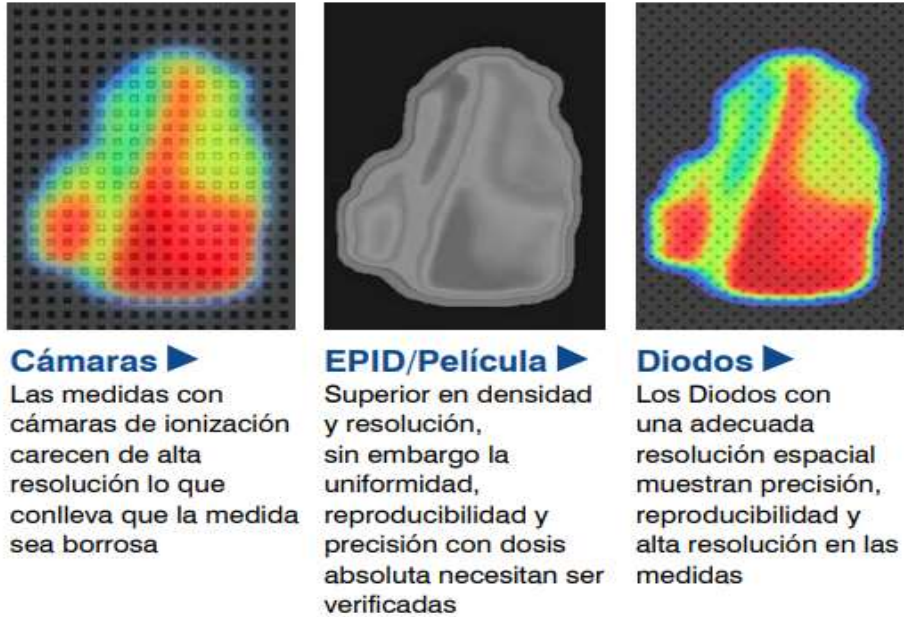 Cámaras ▶
Las medidas con
cámaras de ionización
carecen de alta
resolución lo que
conlleva que la medida
sea borrosa
EPID/Película ▶
Superior en densidad
y resolución,
sin embargo la
uniformidad,
reproducibilidad y
precisión con dosis
absoluta necesitan ser
verificadas
Diodos ▶
Los Diodos con
una adecuada
resolución espacial
muestran precisión,
reproducibilidad y
alta resolución en las
medidas